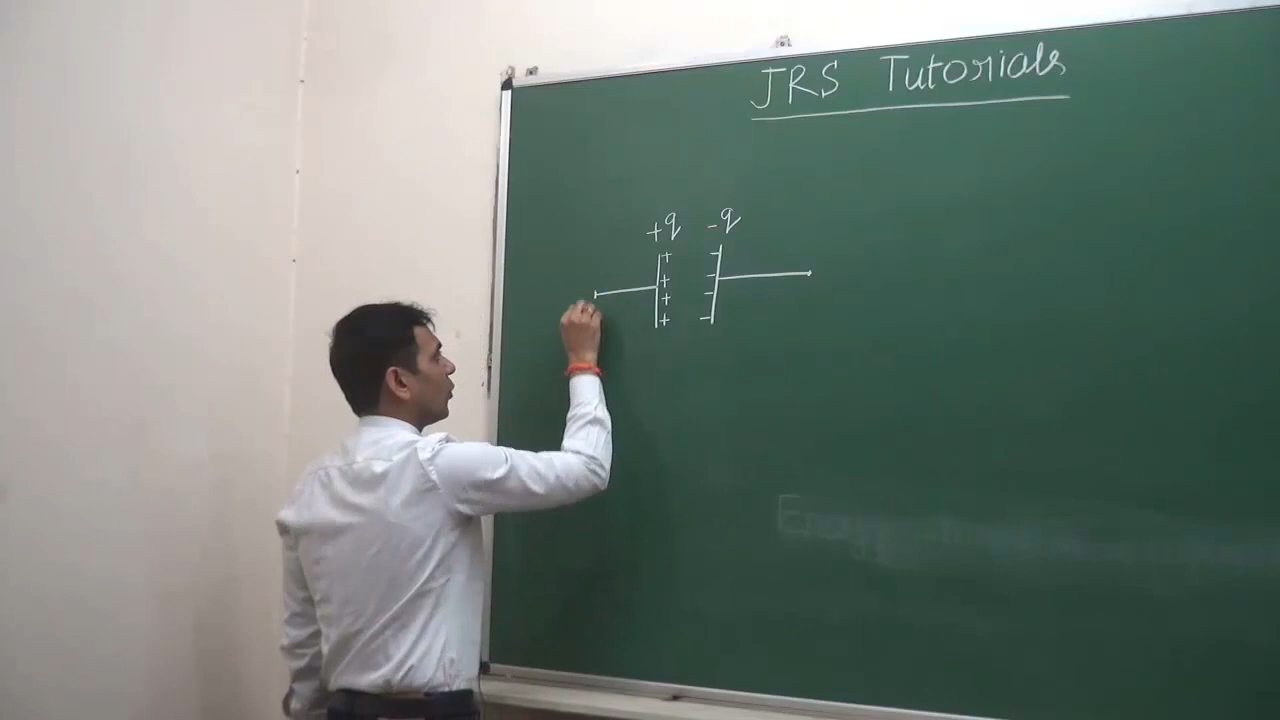 JRS Tutorials
+q -q
+ -
+ -
+ -
+ -